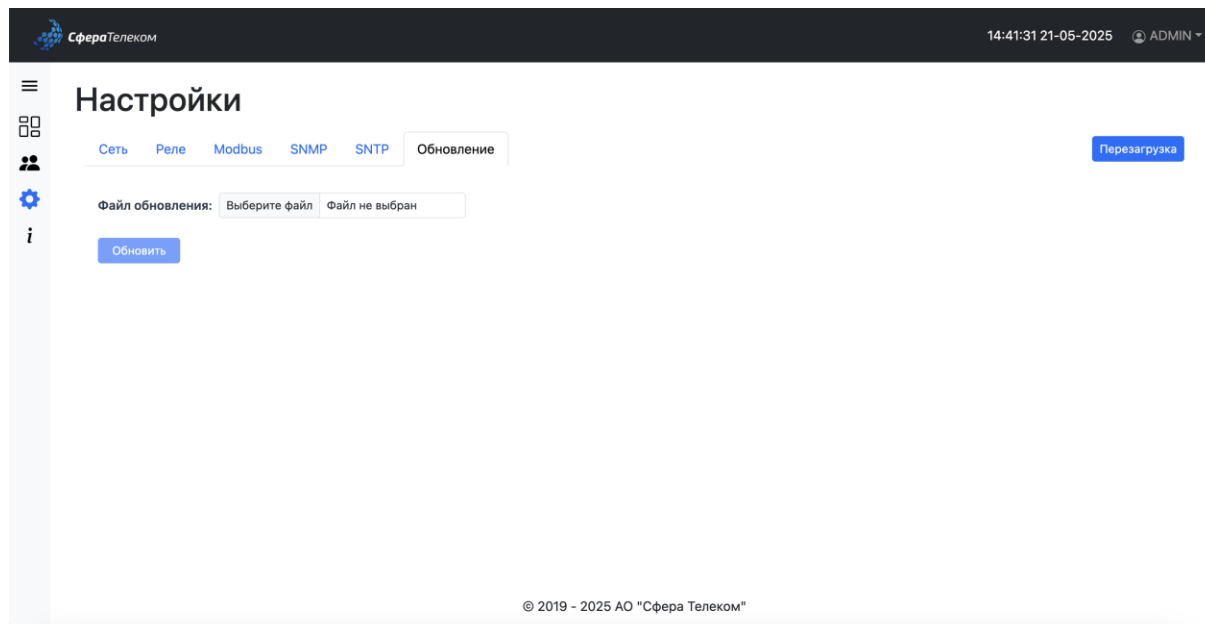 СфераТелеком
14:41:31 21-05-2025 ADMIN
Настройки
Сеть Реле Modbus SNMP SNTP Обновление
Перезагрузка
Файл обновления: Выберите файл Файл не выбран
Обновить
© 2019 - 2025 АО "Сфера Телеком"